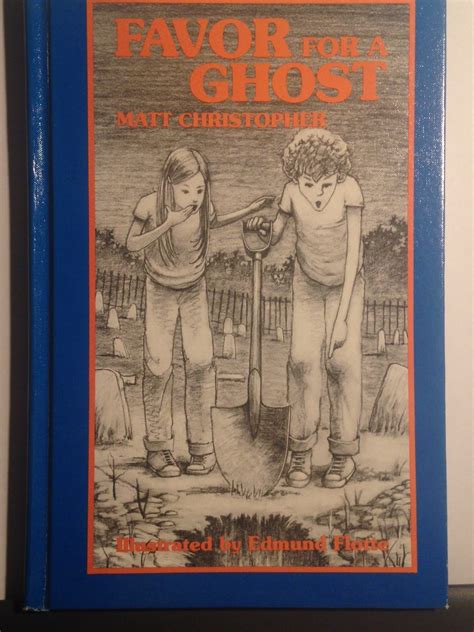 FAVOR FOR A
GHOST
MATT CHRISTOPHER
Illustrated by Edmund Flotte